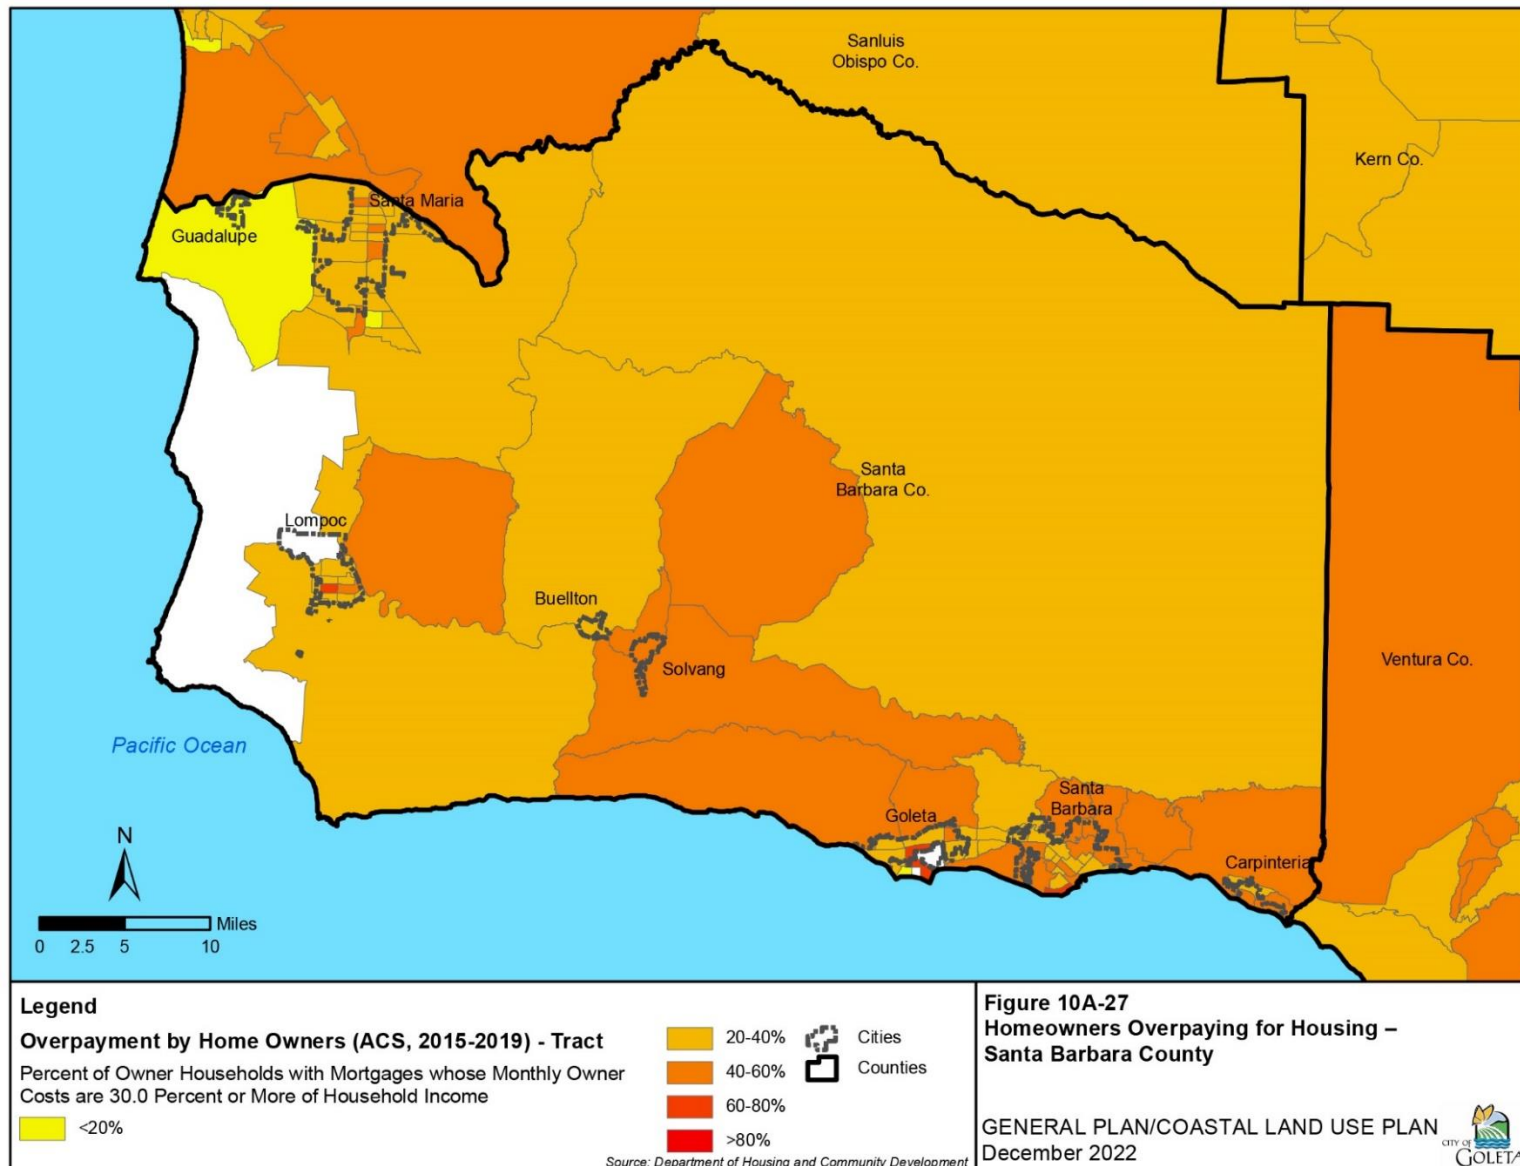 Sanluis
Obispo Co.
Kern Co.
Santa Maria
Guadalupe
Santa
Barbara Co.
Lompoc
Buellton
Solvang
Ventura Co.
Pacific Ocean
Santa
Barbara
Goleta
Carpinteria
N
Miles
0 2.5 5 10
Legend
Overpayment by Home Owners (ACS, 2015-2019) - Tract
Percent of Owner Households with Mortgages whose Monthly Owner
Costs are 30.0 Percent or More of Household Income
<20%
20-40%
40-60%
60-80%
>80%
Cities
Counties
Source: Department of Housing and Community Development
Figure 10A-27
Homeowners Overpaying for Housing –
Santa Barbara County
GENERAL PLAN/COASTAL LAND USE PLAN
December 2022
CITY OF
GOLETA